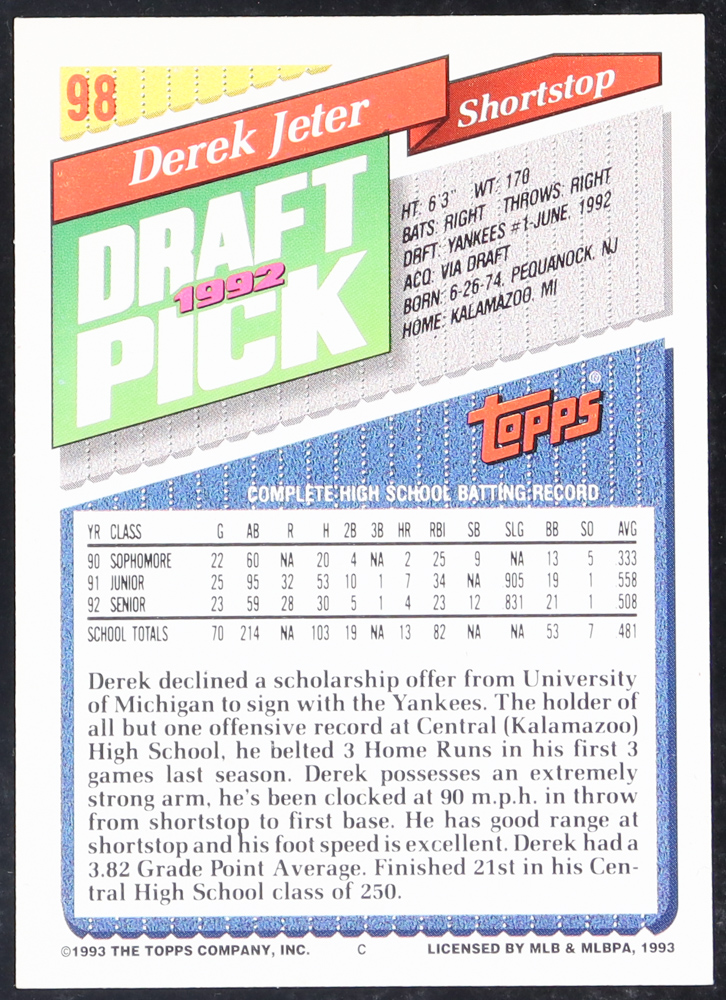 98
Derek Jeter
Shortstop
DRAFT
1992
PICK
HT: 6'3" WT: 170
BATS: RIGHT THROWS: RIGHT
DRFT: YANKEES #1-JUNE, 1992
ACQ: VIA DRAFT
BORN: 6-26-74, PEQUANOCK, NJ
HOME: KALAMAZOO, MI
topps®
COMPLETE HIGH SCHOOL BATTING RECORD
YR CLASS G AB R H 2B 3B HR RBI SB SLG BB SO AVG
90 SOPHOMORE 22 60 NA 20 4 NA 2 25 9 NA 13 5 333
91 JUNIOR 25 95 32 53 10 1 7 34 NA 905 19 1 558
92 SENIOR 23 59 28 30 5 1 4 23 12 831 21 1 508
SCHOOL TOTALS 70 214 NA 103 19 NA 13 82 NA NA 53 7 481
Derek declined a scholarship offer from University
of Michigan to sign with the Yankees. The holder of
all but one offensive record at Central (Kalamazoo)
High School, he belted 3 Home Runs in his first 3
games last season. Derek possesses an extremely
strong arm, he's been clocked at 90 m.p.h. in throw
from shortstop to first base. He has good range at
shortstop and his foot speed is excellent. Derek had a
3.82 Grade Point Average. Finished 21st in his Cen-
tral High School class of 250.
©1993 THE TOPPS COMPANY, INC. C LICENSED BY MLB & MLBPA, 1993